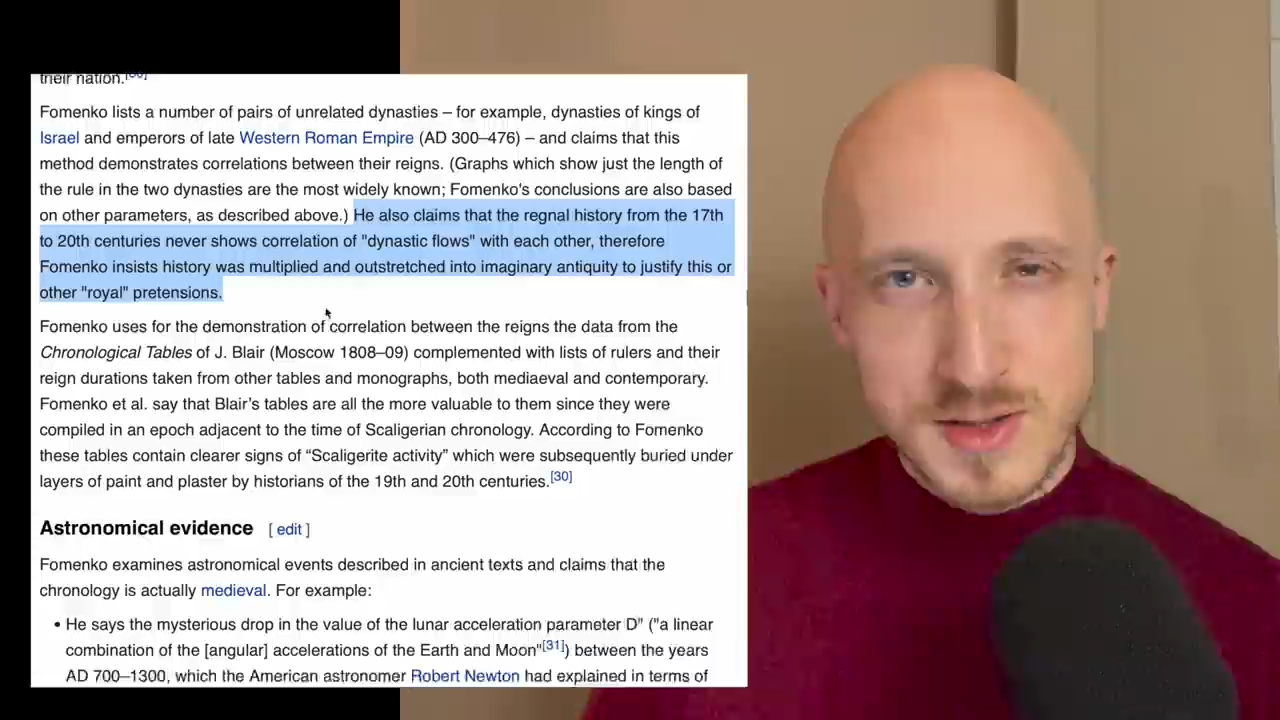 their nation.[60]
Fomenko lists a number of pairs of unrelated dynasties – for example, dynasties of kings of
Israel and emperors of late Western Roman Empire (AD 300–476) – and claims that this
method demonstrates correlations between their reigns. (Graphs which show just the length of
the rule in the two dynasties are the most widely known; Fomenko's conclusions are also based
on other parameters, as described above.) He also claims that the regnal history from the 17th
to 20th centuries never shows correlation of "dynastic flows" with each other, therefore
Fomenko insists history was multiplied and outstretched into imaginary antiquity to justify this or
other "royal" pretensions.
Fomenko uses for the demonstration of correlation between the reigns the data from the
Chronological Tables of J. Blair (Moscow 1808–09) complemented with lists of rulers and their
reign durations taken from other tables and monographs, both mediaeval and contemporary.
Fomenko et al. say that Blair’s tables are all the more valuable to them since they were
compiled in an epoch adjacent to the time of Scaligerian chronology. According to Fomenko
these tables contain clearer signs of “Scaligerite activity” which were subsequently buried under
layers of paint and plaster by historians of the 19th and 20th centuries.[30]
Astronomical evidence [ edit ]
Fomenko examines astronomical events described in ancient texts and claims that the
chronology is actually medieval. For example:
• He says the mysterious drop in the value of the lunar acceleration parameter D" ("a linear
combination of the [angular] accelerations of the Earth and Moon"[31]) between the years
AD 700–1300, which the American astronomer Robert Newton had explained in terms of